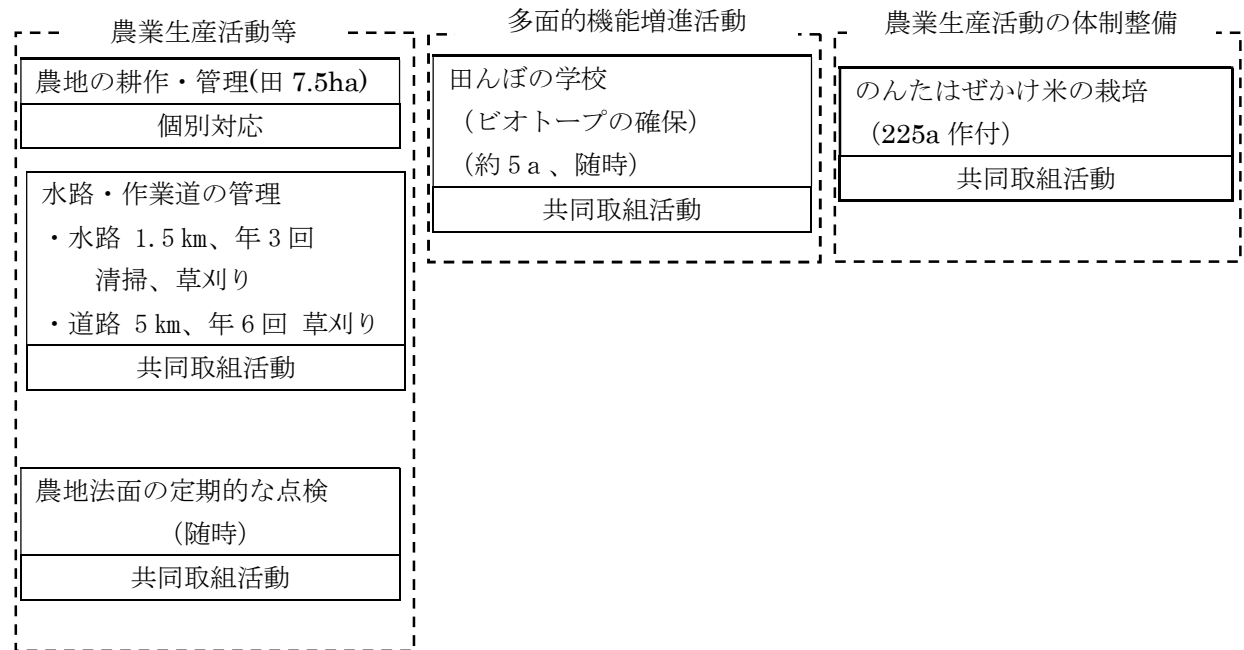 農業生産活動等
農地の耕作・管理(田 7.5ha)
個別対応
水路・作業道の管理
・水路 1.5㎞、年３回
清掃、草刈り
・道路 5㎞、年６回 草刈り
共同取組活動
農地法面の定期的な点検
（随時）
共同取組活動
多面的機能増進活動
田んぼの学校
（ビオトープの確保）
（約５a、随時）
共同取組活動
農業生産活動の体制整備
のんたはぜかけ米の栽培
（225a 作付）
共同取組活動